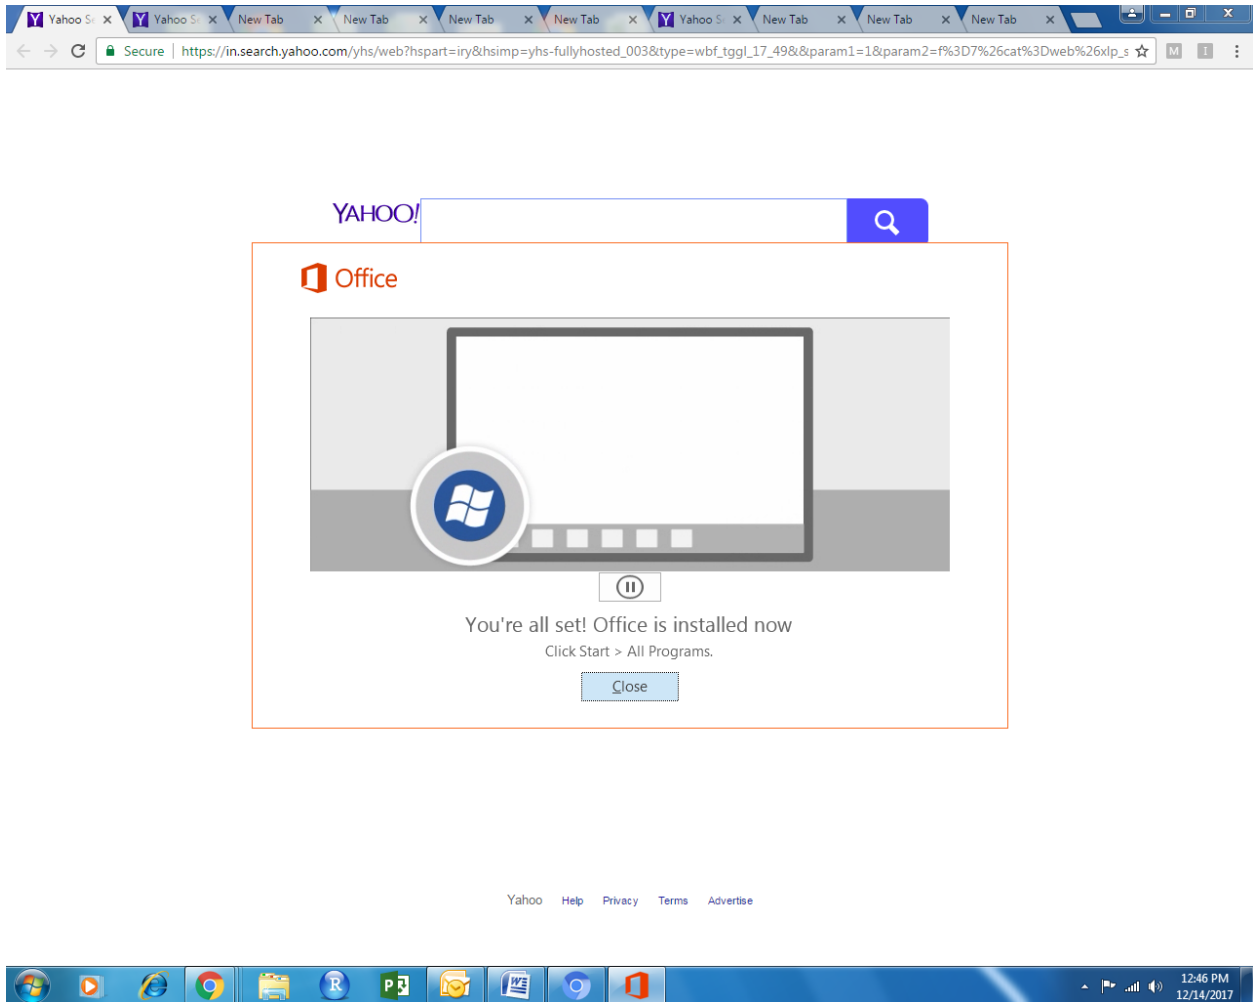 Yahoo Se Yahoo Se New Tab New Tab New Tab New Tab Yahoo Se New Tab New Tab New Tab
Secure | https://in.search.yahoo.com/yhs/web?hspart=iry&hsimp=yhs-fullyhosted_003&type=wbf_tggl_17_49&&param1=1&param2=f%3D7%26cat%3Dweb%26xlp_s
M I
YAHOO!
Office
You're all set! Office is installed now
Click Start > All Programs.
Close
Yahoo Help Privacy Terms Advertise
12:46 PM
12/14/2017